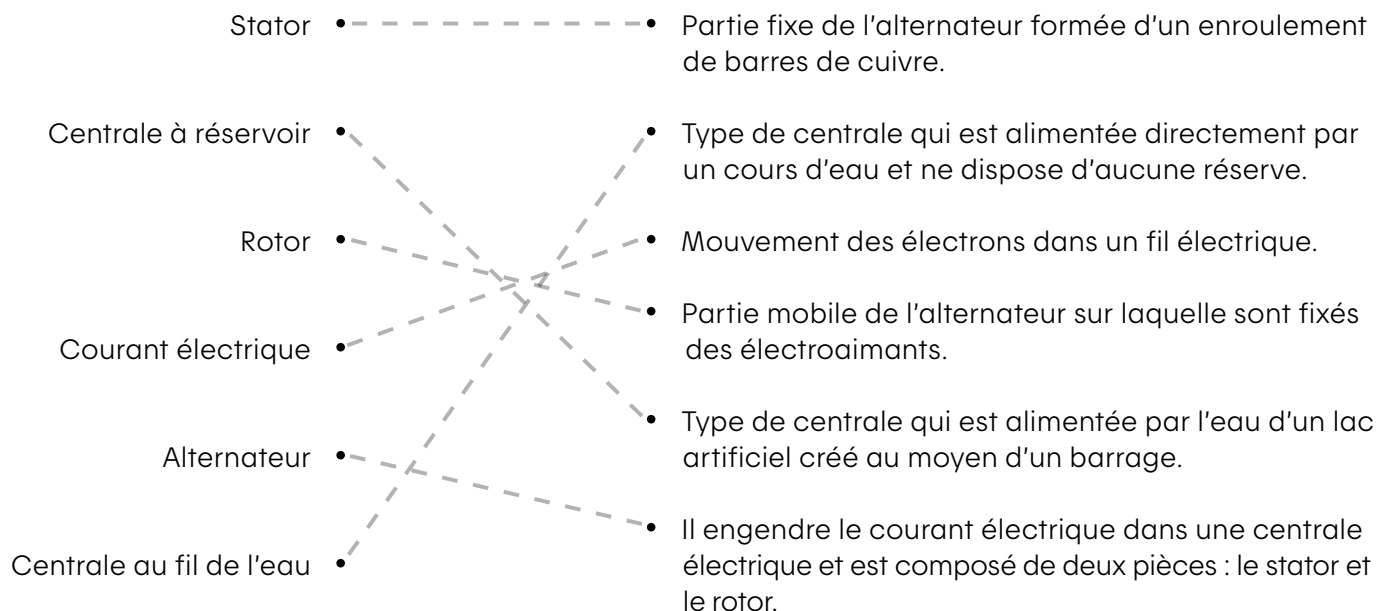 Stator
Partie fixe de l'alternateur formée d'un enroulement
de barres de cuivre.
Centrale à réservoir
Type de centrale qui est alimentée directement par
un cours d'eau et ne dispose d'aucune réserve.
Rotor
Mouvement des électrons dans un fil électrique.
Partie mobile de l'alternateur sur laquelle sont fixés
des électroaimants.
Courant électrique
Type de centrale qui est alimentée par l'eau d'un lac
artificiel créé au moyen d'un barrage.
Alternateur
Il engendre le courant électrique dans une centrale
électrique et est composé de deux pièces : le stator et
le rotor.
Centrale au fil de l'eau